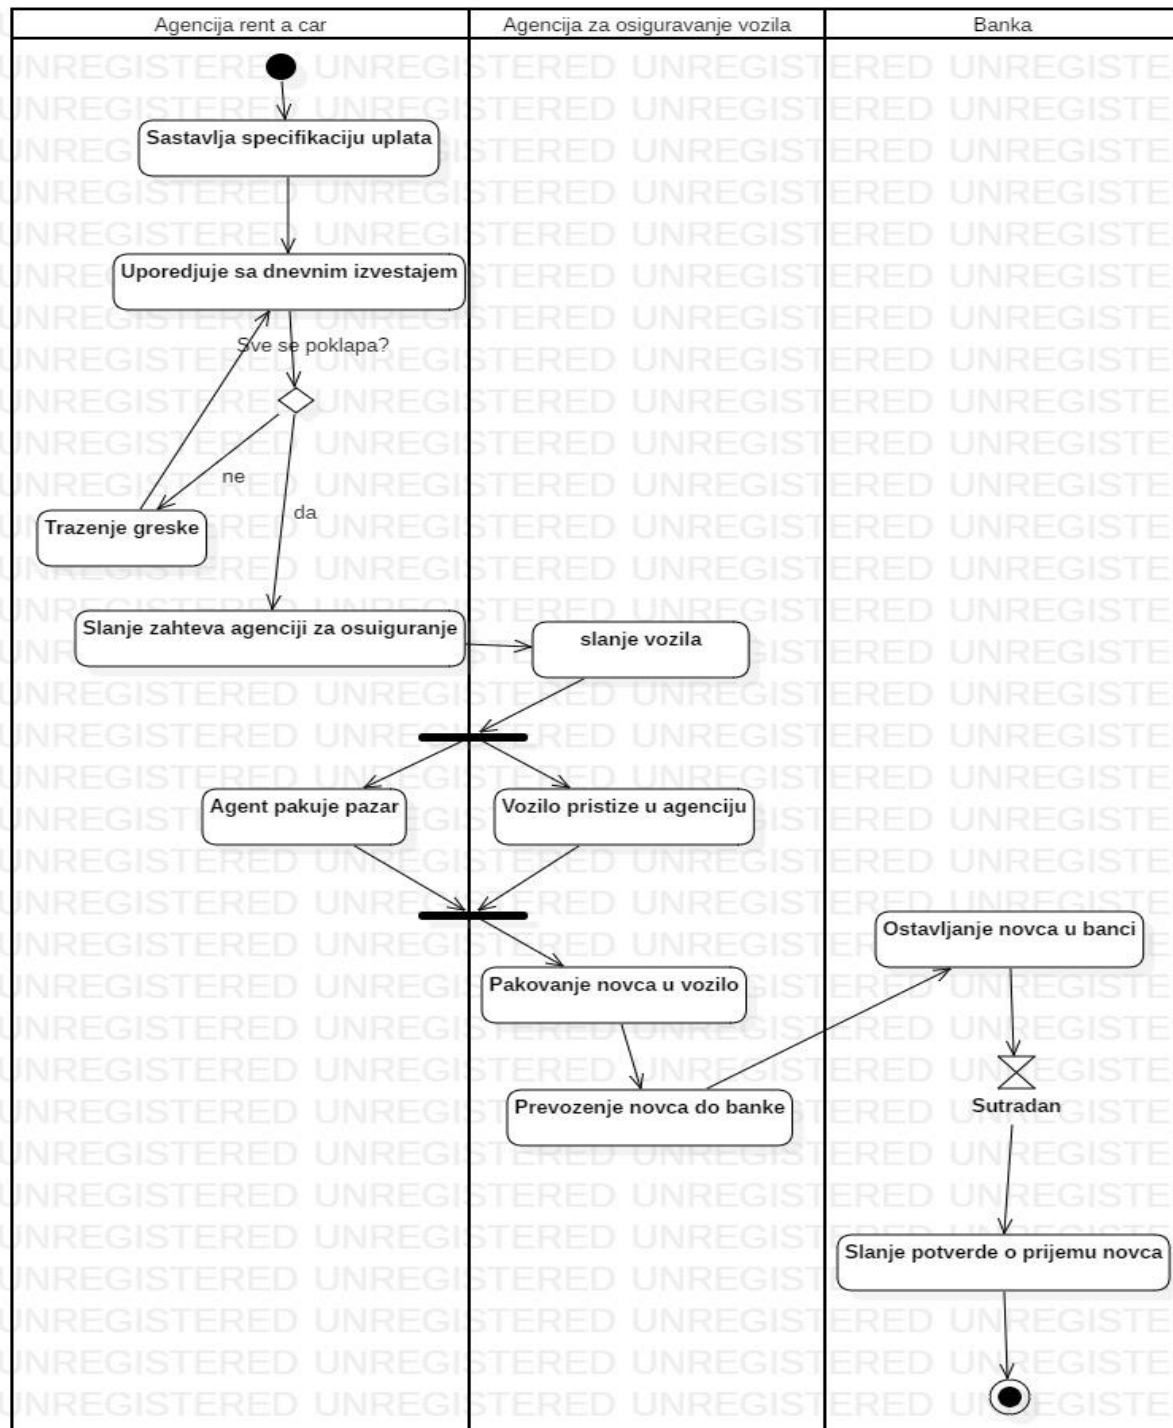 Agencija rent a car
Agencija za osiguravanje vozila
Banka
Sastavlja specifikaciju uplata
Uporedjuje sa dnevnim izvestajem
Sve se poklapa?
ne
da
Trazenje greske
Slanje zahteva agenciji za osuiguranje
slanje vozila
Agent pakuje pazar
Vozilo pristize u agenciju
Ostavljanje novca u banci
Pakovanje novca u vozilo
Prevozenje novca do banke
Sutradan
Slanje potverde o prijemu novca
UNREGISTERED